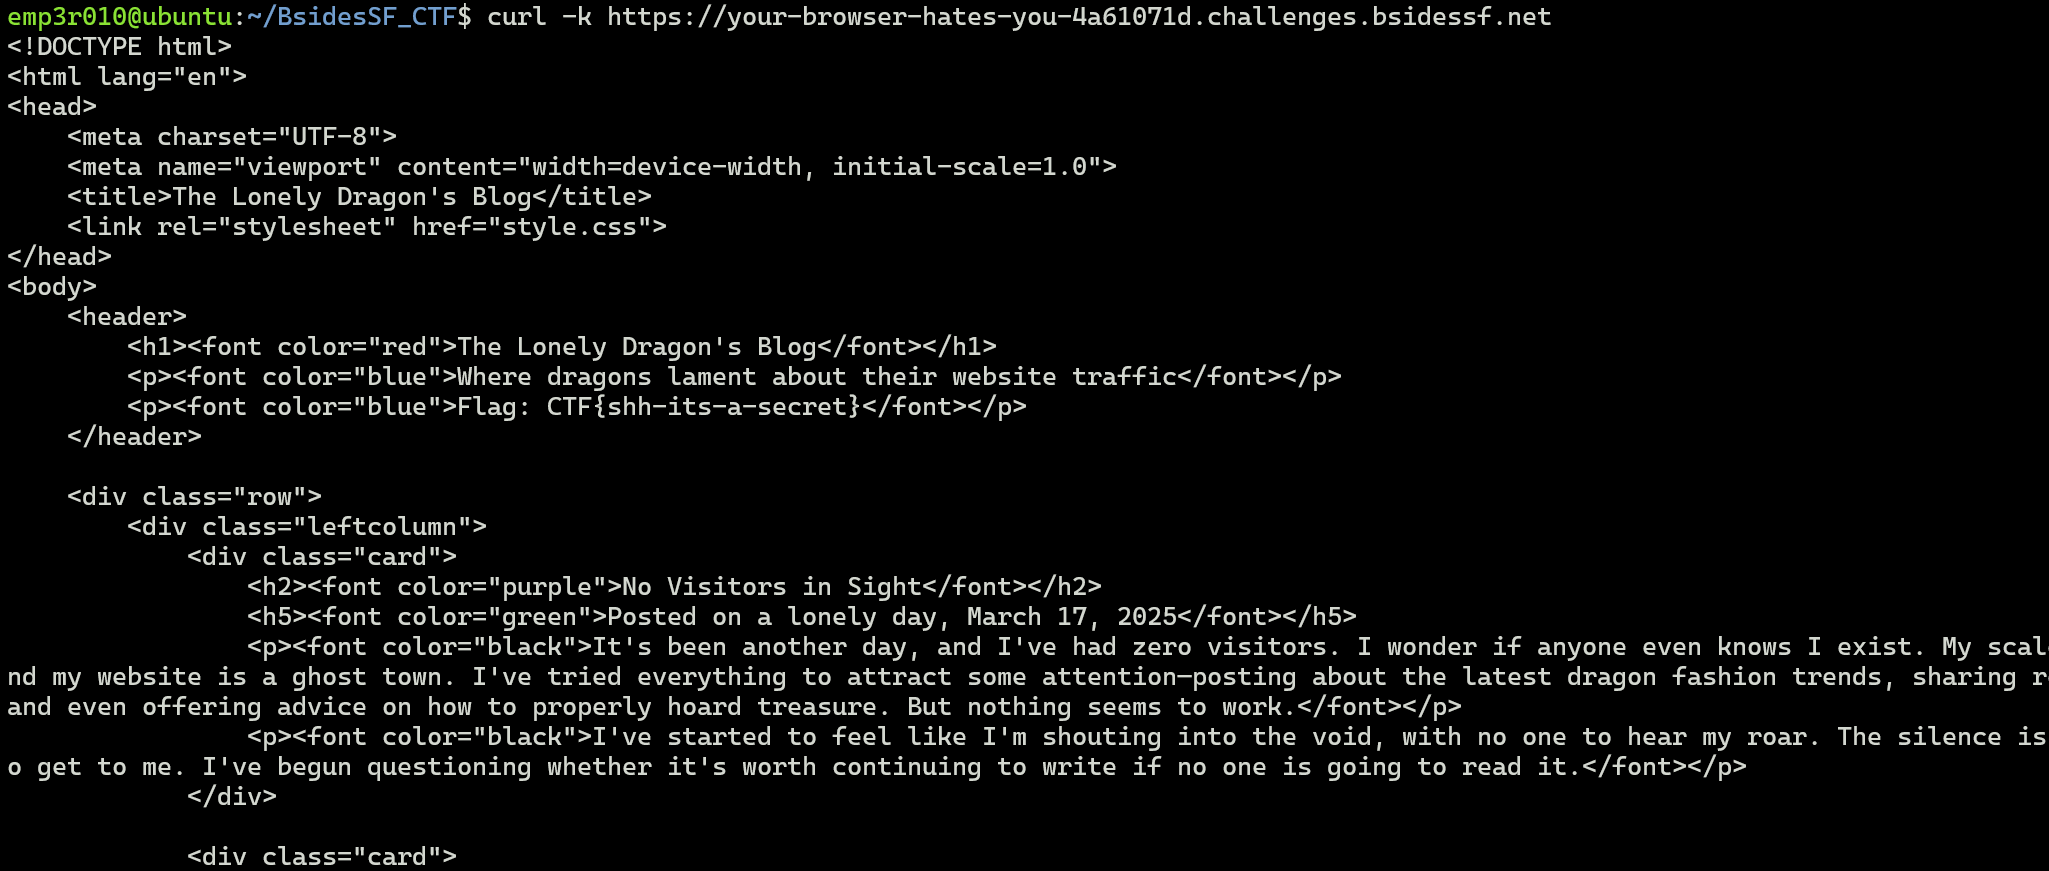 emp3r010@ubuntu:~/BsidesSF_CTF$ curl -k https://your-browser-hates-you-4a61071d.challenges.bsidessf.net
<!DOCTYPE html>
<html lang="en">
<head>
    <meta charset="UTF-8">
    <meta name="viewport" content="width=device-width, initial-scale=1.0">
    <title>The Lonely Dragon's Blog</title>
    <link rel="stylesheet" href="style.css">
</head>
<body>
    <header>
        <h1><font color="red">The Lonely Dragon's Blog</font></h1>
        <p><font color="blue">Where dragons lament about their website traffic</font></p>
        <p><font color="blue">Flag: CTF{shh-its-a-secret}</font></p>
    </header>

    <div class="row">
        <div class="leftcolumn">
            <div class="card">
                <h2><font color="purple">No Visitors in Sight</font></h2>
                <h5><font color="green">Posted on a lonely day, March 17, 2025</font></h5>
                <p><font color="black">It's been another day, and I've had zero visitors. I wonder if anyone even knows I exist. My
nd my website is a ghost town. I've tried everything to attract some attention—posting about the latest dragon fashion trends, sharing
and even offering advice on how to properly hoard treasure. But nothing seems to work.</font></p>
                <p><font color="black">I've started to feel like I'm shouting into the void, with no one to hear my roar. The silence is
o get to me. I've begun questioning whether it's worth continuing to write if no one is going to read it.</font></p>
            </div>

            <div class="card">